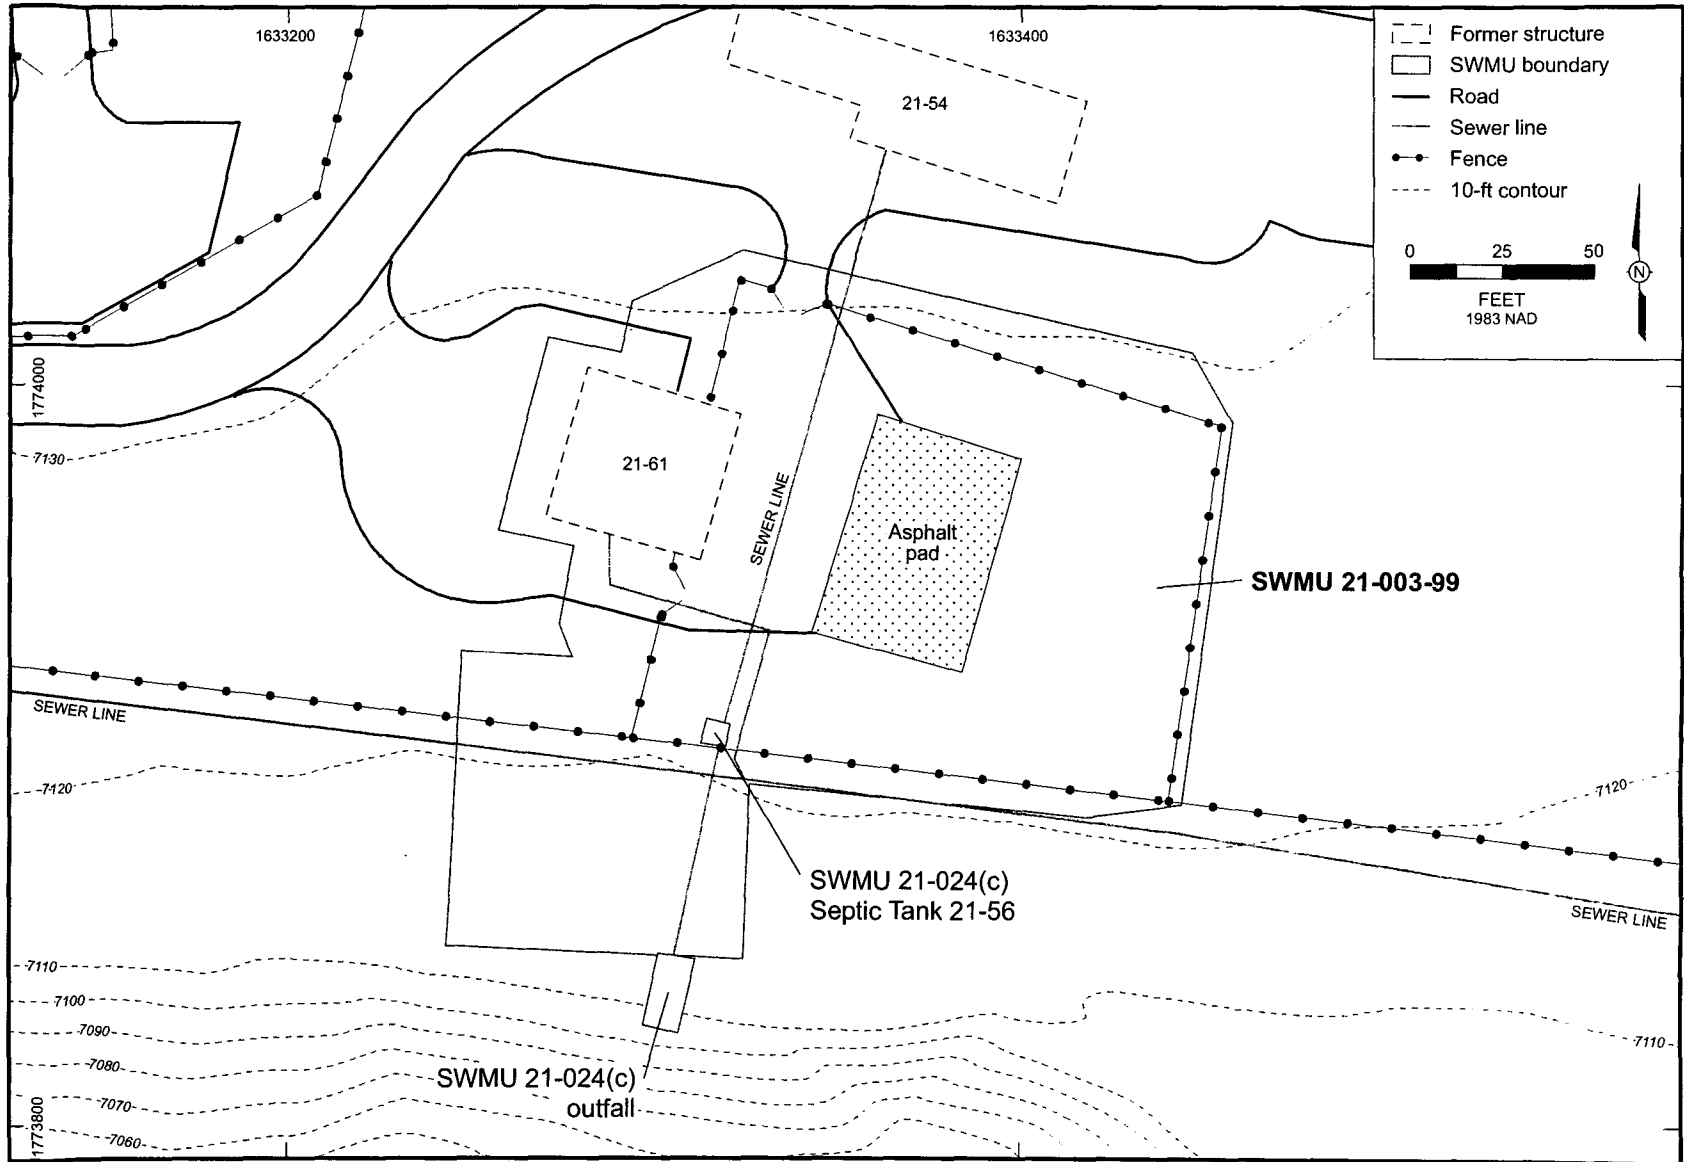 1633200
1633400
Former structure
SWMU boundary
Road
Sewer line
Fence
10-ft contour
0 25 50
FEET
1983 NAD
N
21-54
1774000
7130
21-61
SEWER LINE
Asphalt
pad
SWMU 21-003-99
SEWER LINE
7120
7120
SWMU 21-024(c)
Septic Tank 21-56
SEWER LINE
7110
7100
7090
7080
7070
7060
7110
SWMU 21-024(c)
outfall
1773800